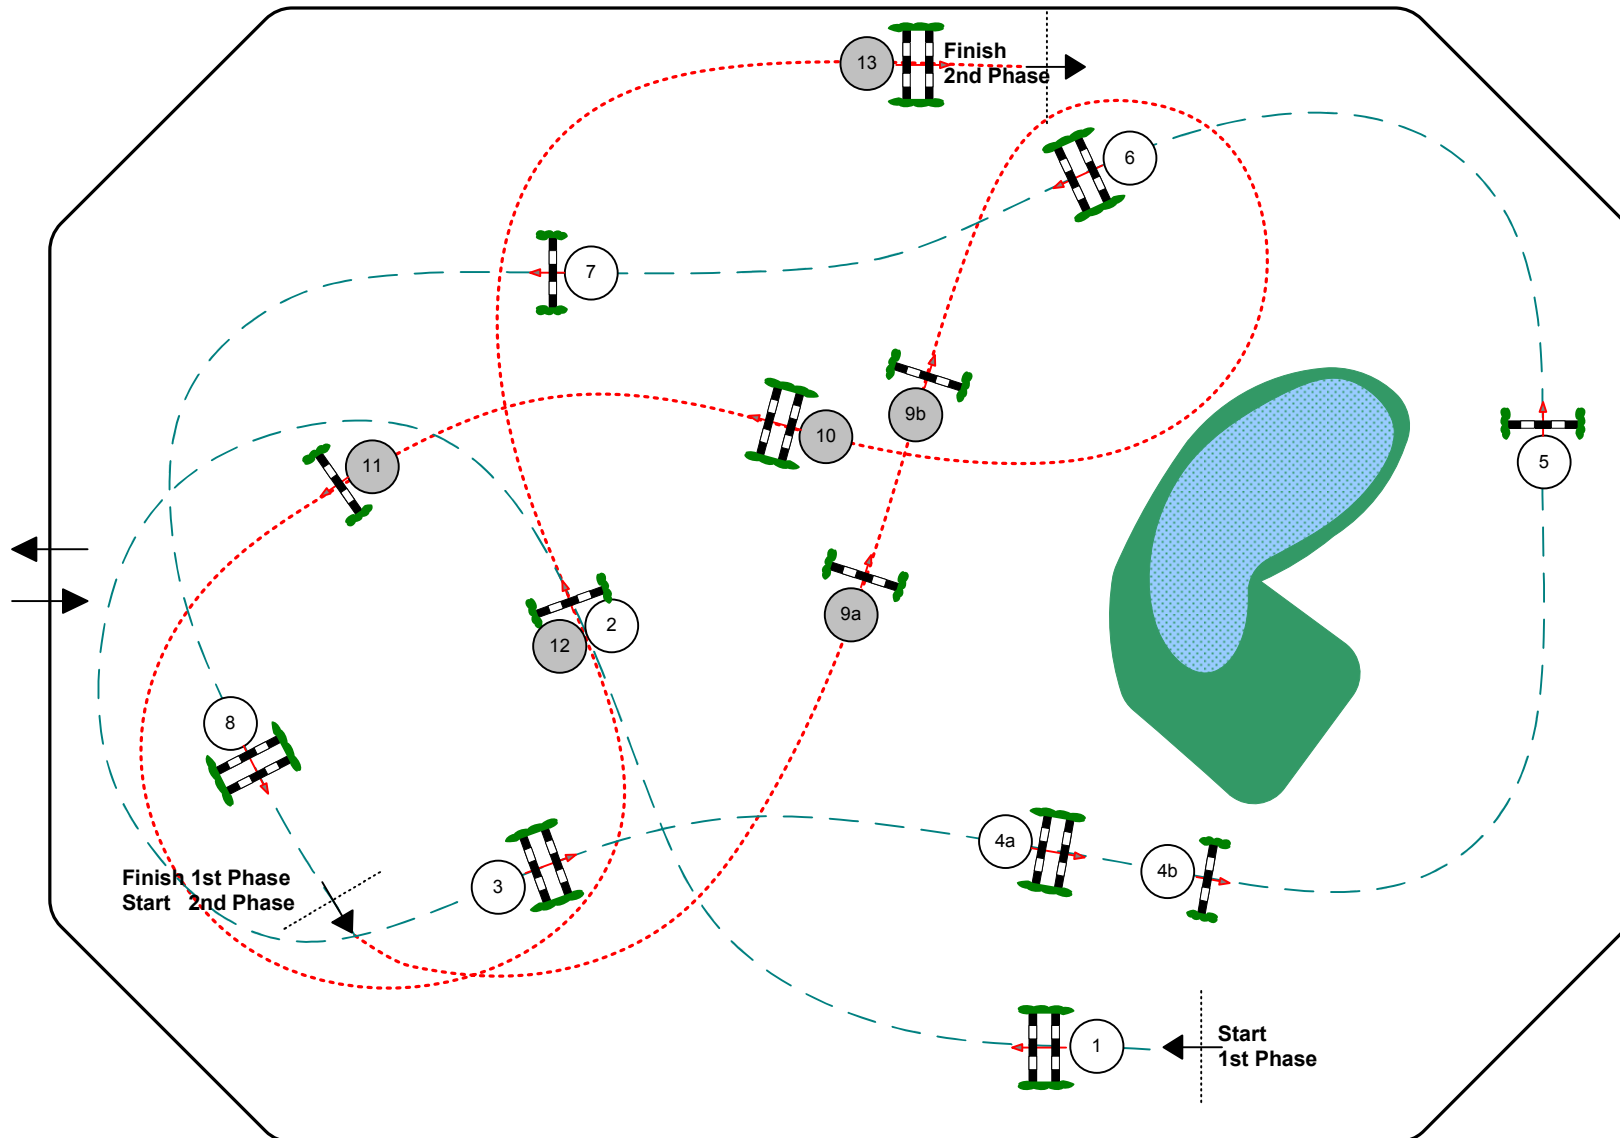 13
Finish
2nd Phase
6
7
9b
10
11
5
9a
2
12
8
4a
4b
3
Finish 1st Phase
Start 2nd Phase
1
Start
1st Phase